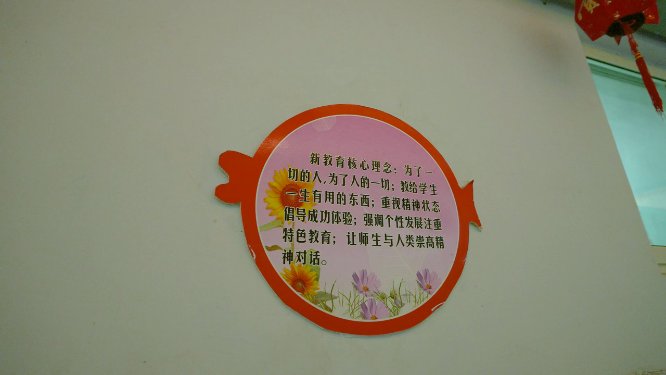 新教育核心理念：为了一
切的人,为了人的一切；教给学生
一生有用的东西；重视精神状态
倡导成功体验；强调个性发展注重
特色教育；让师生与人类崇高精
神对话。